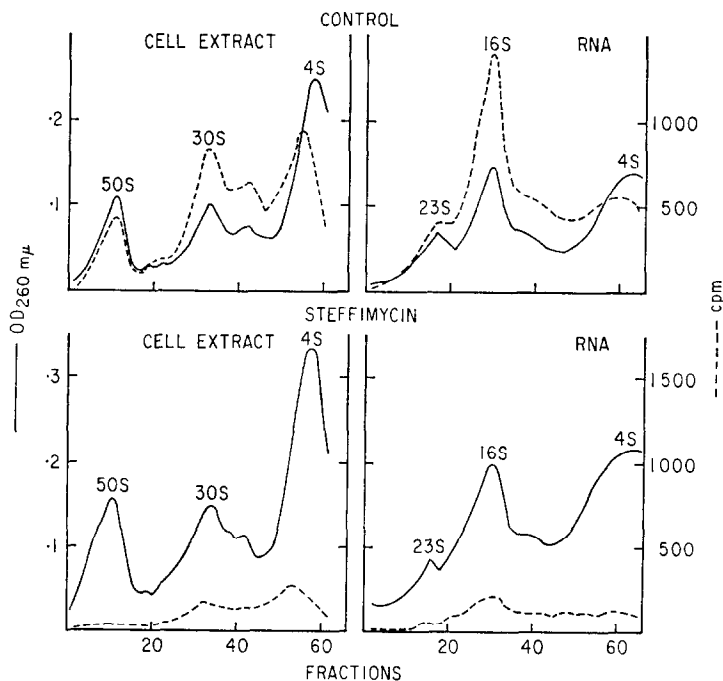 CONTROL
CELL EXTRACT
RNA
4S
16S
50S
30S
23S
4S
.2
.1
1000
500
OD260 mμ
cpm
STEFFIMYCIN
CELL EXTRACT
RNA
4S
50S
30S
16S
4S
23S
.3
.2
.1
1500
1000
500
0 20 40 60
0 20 40 60
FRACTIONS